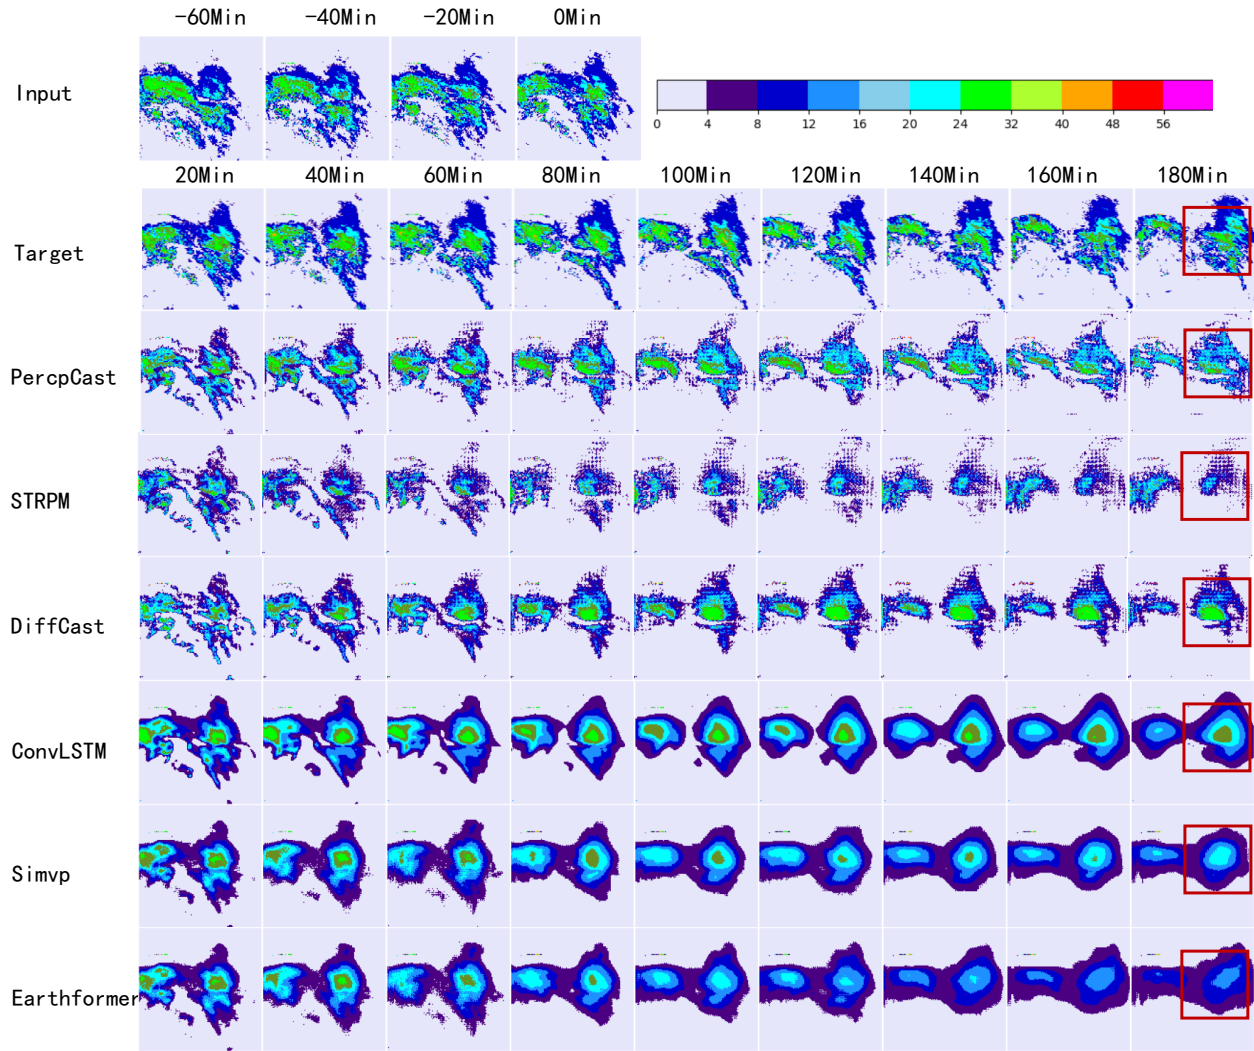 -60Min -40Min -20Min 0Min
Input
0 4 8 12 16 20 24 32 40 48 56
20Min 40Min 60Min 80Min 100Min 120Min 140Min 160Min 180Min
Target
PercpCast
STRPM
DiffCast
ConvLSTM
Simvp
Earthformer